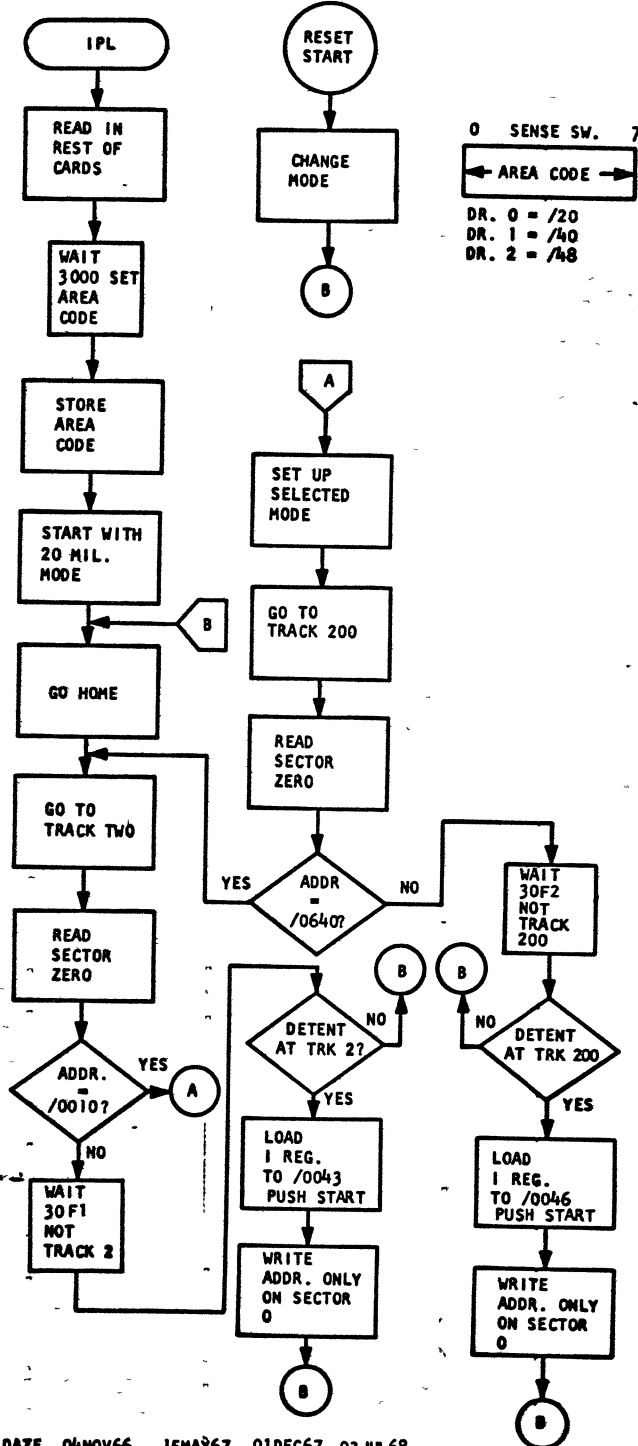 IPL
READ IN
REST OF
CARDS
WAIT
3000 SET
AREA
CODE
STORE
AREA
CODE
START WITH
20 MIL.
MODE
B
GO HOME
GO TO
TRACK TWO
READ
SECTOR
ZERO
ADDR.
=
/0010?
YES
A
NO
WAIT
30F1
NOT
TRACK 2
RESET
START
CHANGE
MODE
B
A
SET UP
SELECTED
MODE
GO TO
TRACK 200
READ
SECTOR
ZERO
ADDR
=
/0640?
YES
NO
DETENT
AT TRK 2?
NO
B
YES
LOAD
I REG.
TO /0043
PUSH START
WRITE
ADDR. ONLY
ON SECTOR
0
B
0 SENSE SW. 7
AREA CODE
DR. 0 = /20
DR. 1 = /40
DR. 2 = /48
WAIT
30F2
NOT
TRACK
200
B
NO
DETENT
AT TRK 200
YES
LOAD
I REG.
TO /0046
PUSH START
WRITE
ADDR. ONLY
ON SECTOR
0
B
DATE 04NOV66 15MAY67 01DEC67